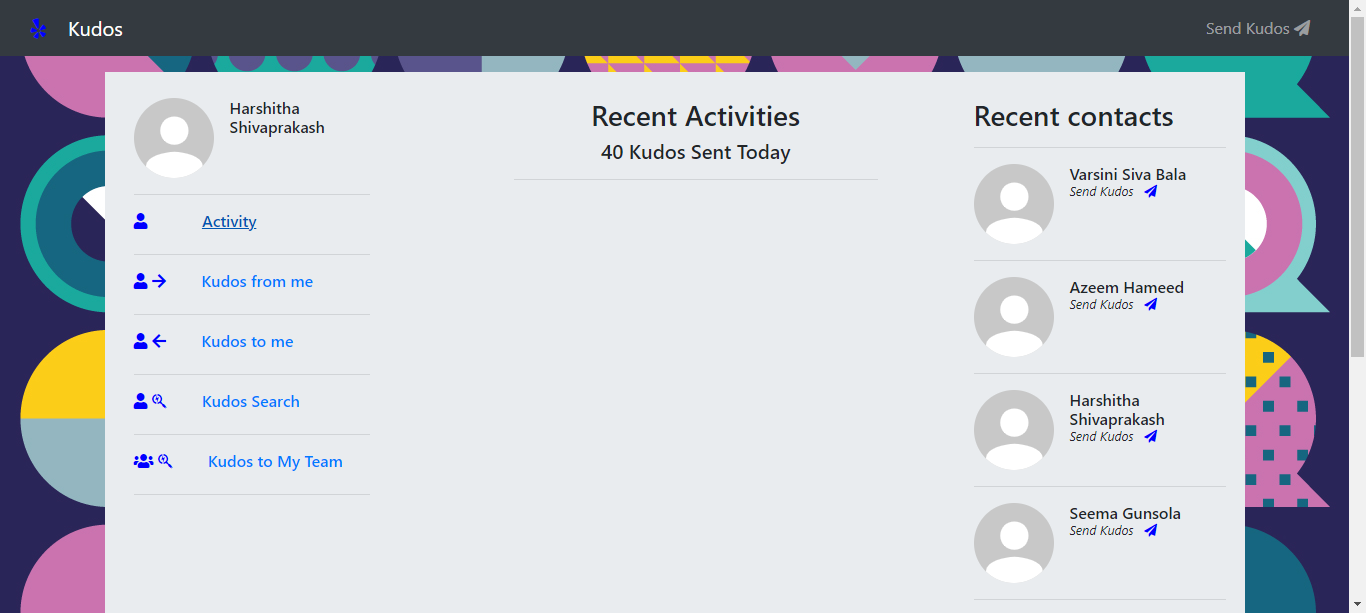 Kudos
Send Kudos
Harshitha
Shivaprakash
Activity
Kudos from me
Kudos to me
Kudos Search
Kudos to My Team
Recent Activities
40 Kudos Sent Today
Recent contacts
Varsini Siva Bala
Send Kudos
Azeem Hameed
Send Kudos
Harshitha
Shivaprakash
Send Kudos
Seema Gunsola
Send Kudos